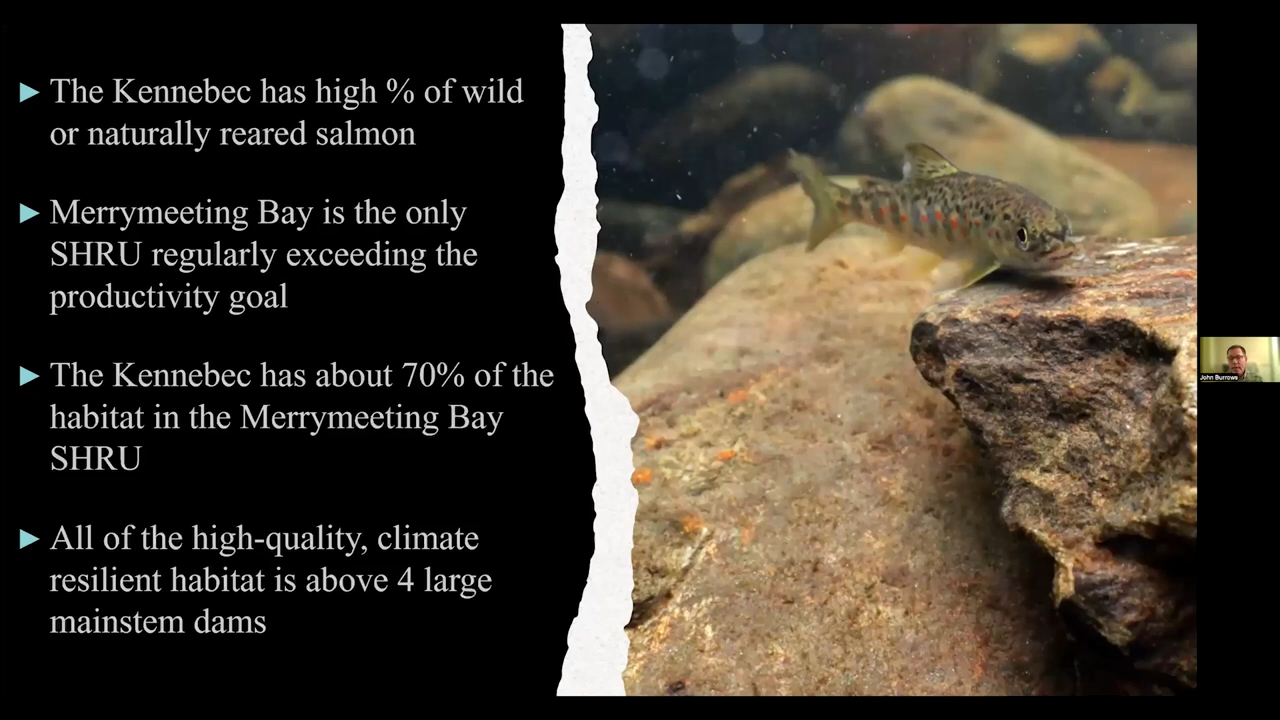 The Kennebec has high % of wild
or naturally reared salmon
Merrymeeting Bay is the only
SHRU regularly exceeding the
productivity goal
The Kennebec has about 70% of the
habitat in the Merrymeeting Bay
SHRU
All of the high-quality, climate
resilient habitat is above 4 large
mainstem dams
John Burrows